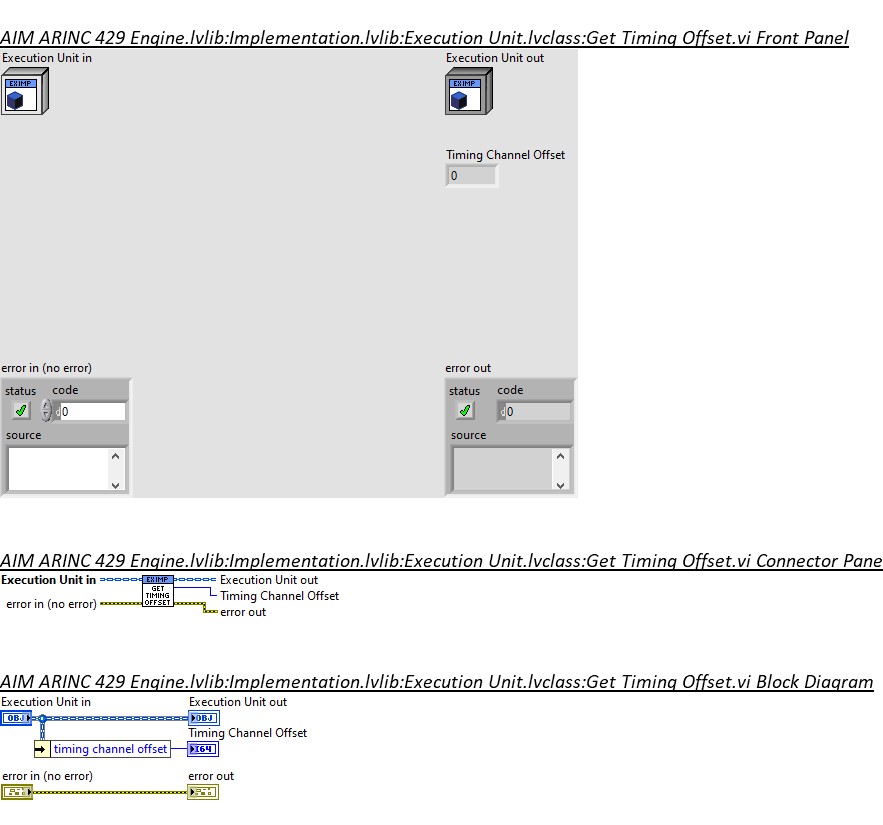 AIM ARINC 429 Engine.lvlib:Implementation.lvlib:Execution Unit.lvclass:Get Timing Offset.vi Front Panel
Execution Unit in
Execution Unit out
EXIMP
EXIMP
Timing Channel Offset
0
error in (no error)
error out
status
code
status
code
d
0
d
0
source
source
AIM ARINC 429 Engine.lvlib:Implementation.lvlib:Execution Unit.lvclass:Get Timing Offset.vi Connector Pane
Execution Unit in
EXIMP
Execution Unit out
GET
TIMING
OFFSET
Timing Channel Offset
error in (no error)
error out
AIM ARINC 429 Engine.lvlib:Implementation.lvlib:Execution Unit.lvclass:Get Timing Offset.vi Block Diagram
Execution Unit in
Execution Unit out
OBJ
OBJ
Timing Channel Offset
timing channel offset
I64
error in (no error)
error out